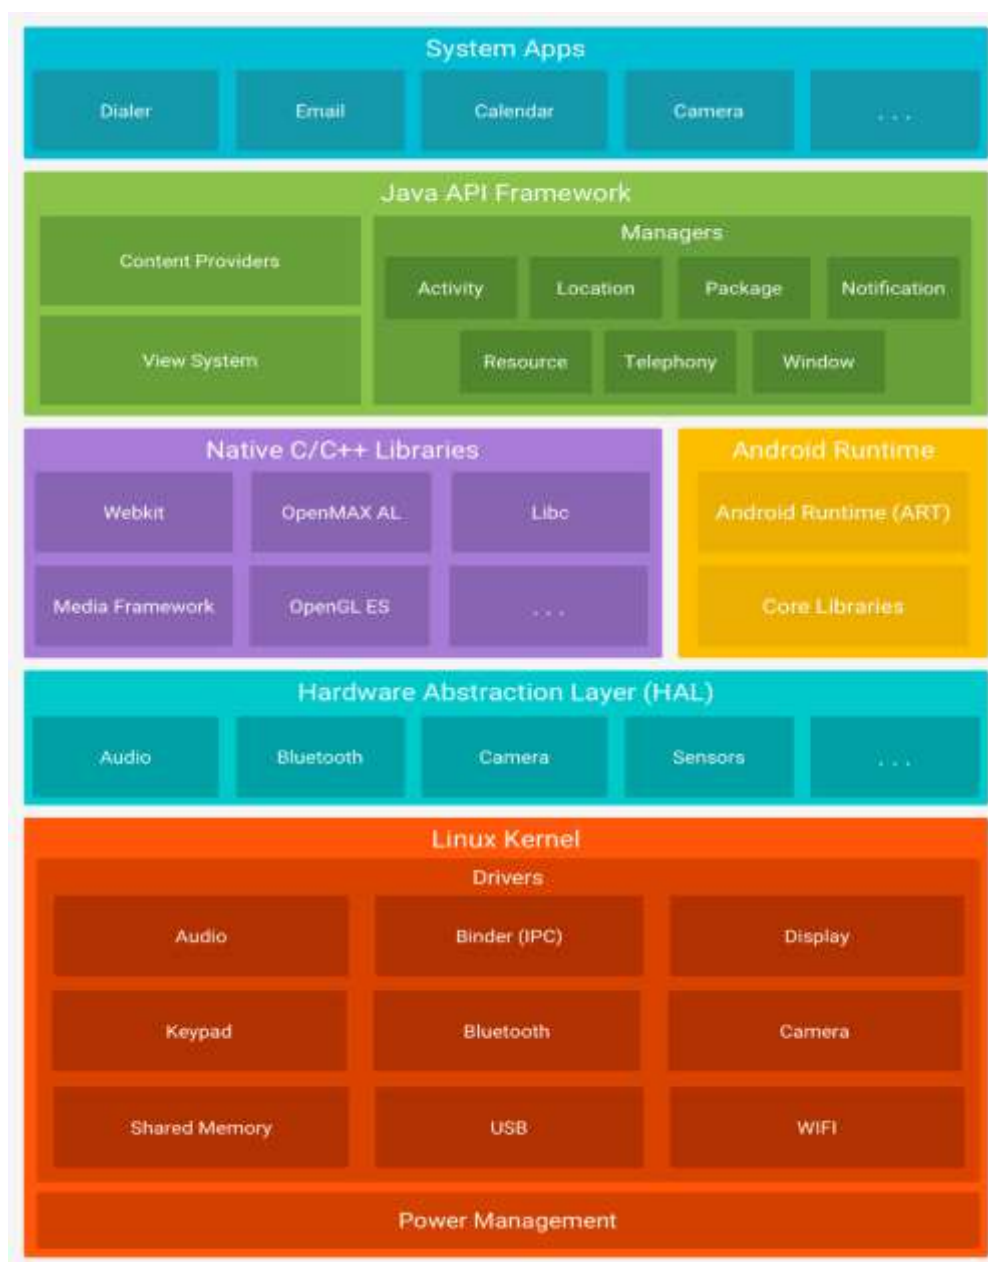 System Apps
Dialer Email Calendar Camera . . .
Java API Framework
Content Providers
View System
Managers
Activity Location Package Notification
Resource Telephony Window
Native C/C++ Libraries
Webkit OpenMAX AL Libc
Media Framework OpenGL ES . . .
Android Runtime
Android Runtime (ART)
Core Libraries
Hardware Abstraction Layer (HAL)
Audio Bluetooth Camera Sensors . . .
Linux Kernel
Drivers
Audio Binder (IPC) Display
Keypad Bluetooth Camera
Shared Memory USB WIFI
Power Management